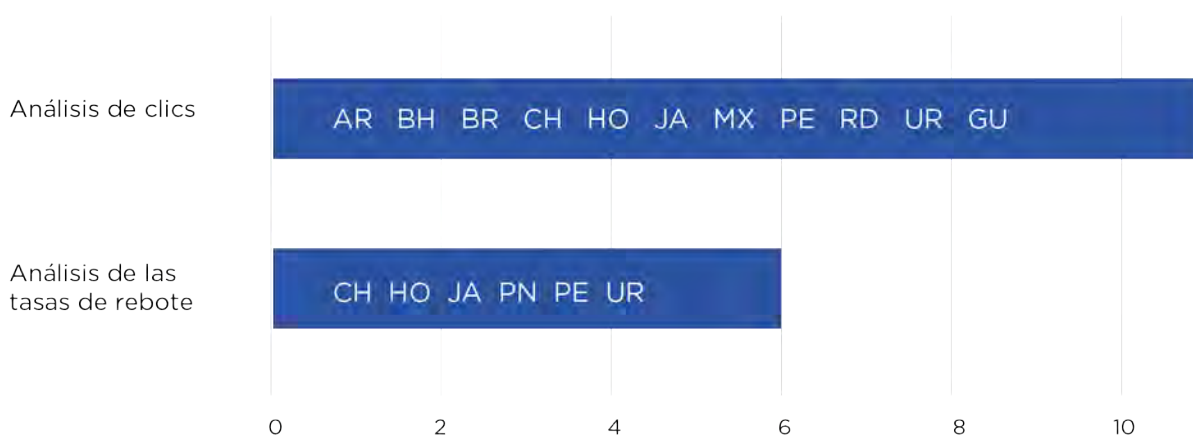 Análisis de clics
AR BH BR CH HO JA MX PE RD UR GU
Análisis de las
tasas de rebote
CH HO JA PN PE UR
0 2 4 6 8 10